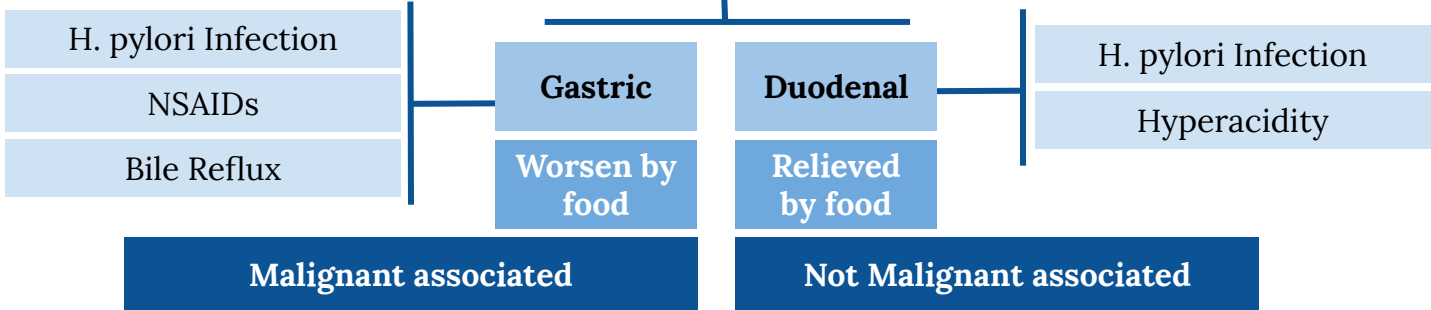 H. pylori Infection
NSAIDs
Bile Reflux
Gastric
Worsen by
food
Malignant associated
Duodenal
Relieved
by food
Not Malignant associated
H. pylori Infection
Hyperacidity